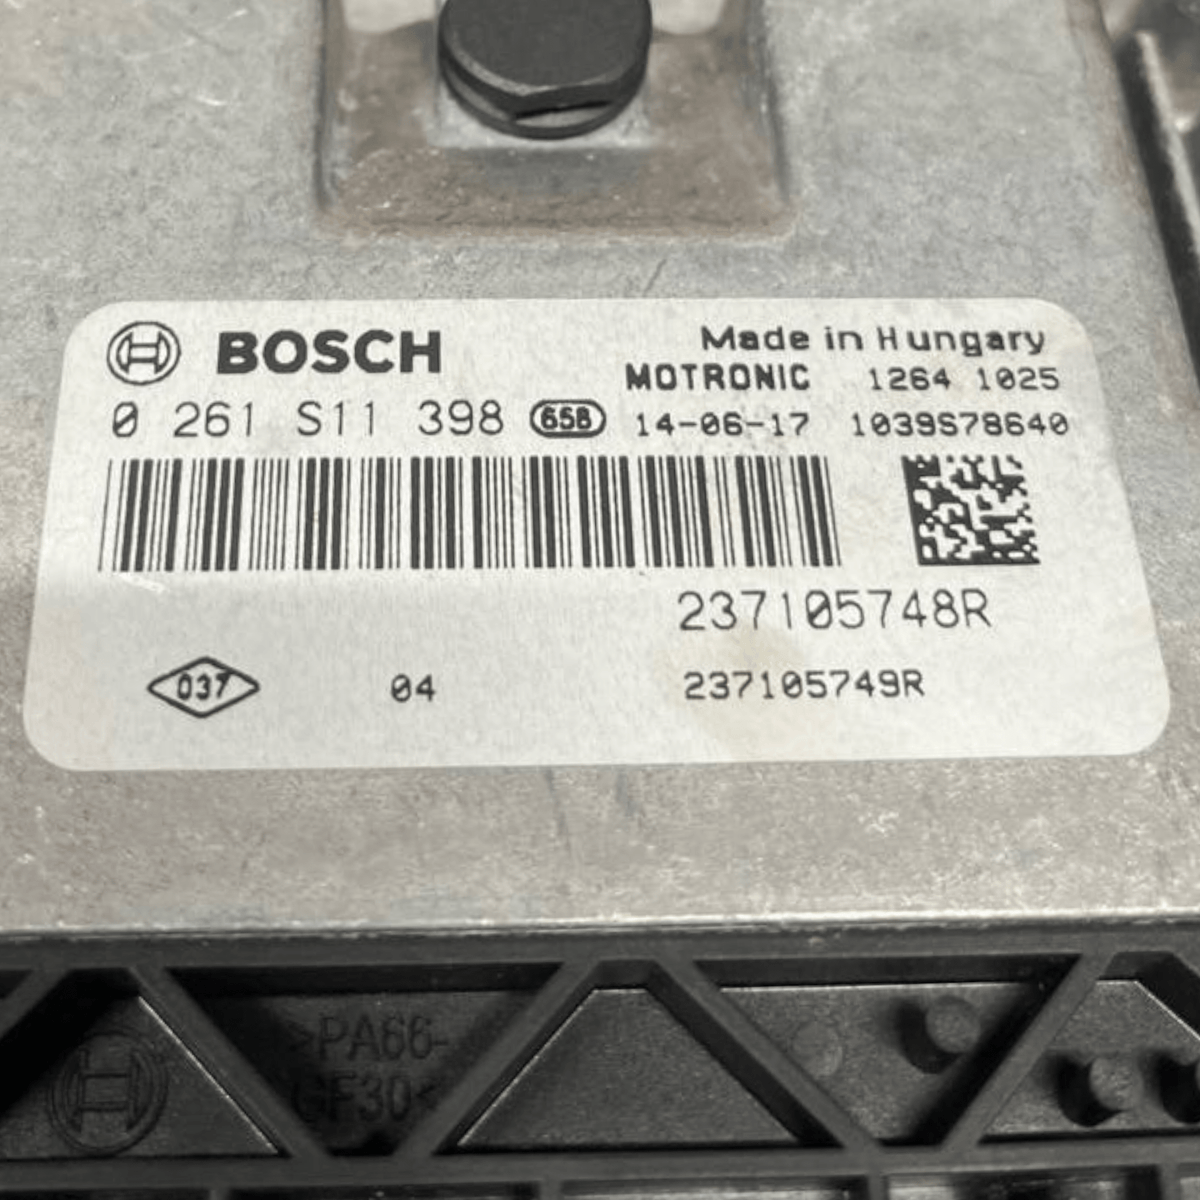 BOSCH
Made in Hungary
MOTRONIC 1264 1025
0 261 S11 398 65B 14-06-17 1039S78640
237105748R
037 04 237105749R
>PA66-
GF30<